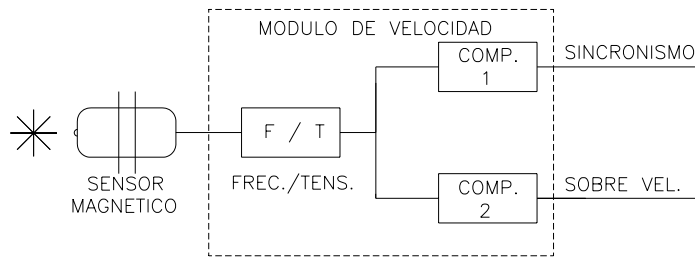 MODULO DE VELOCIDAD
COMP.
1
SINCRONISMO
F / T
SENSOR
MAGNETICO
FREC./TENS.
COMP.
2
SOBRE VEL.